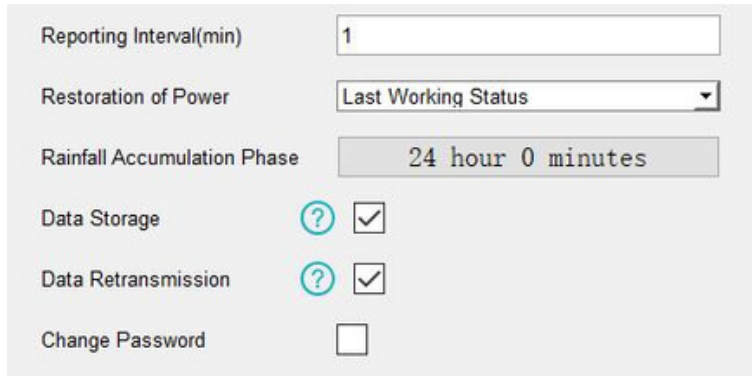 Reporting Interval(min) 1
Restoration of Power Last Working Status
Rainfall Accumulation Phase 24 hour 0 minutes
Data Storage ?
Data Retransmission ?
Change Password